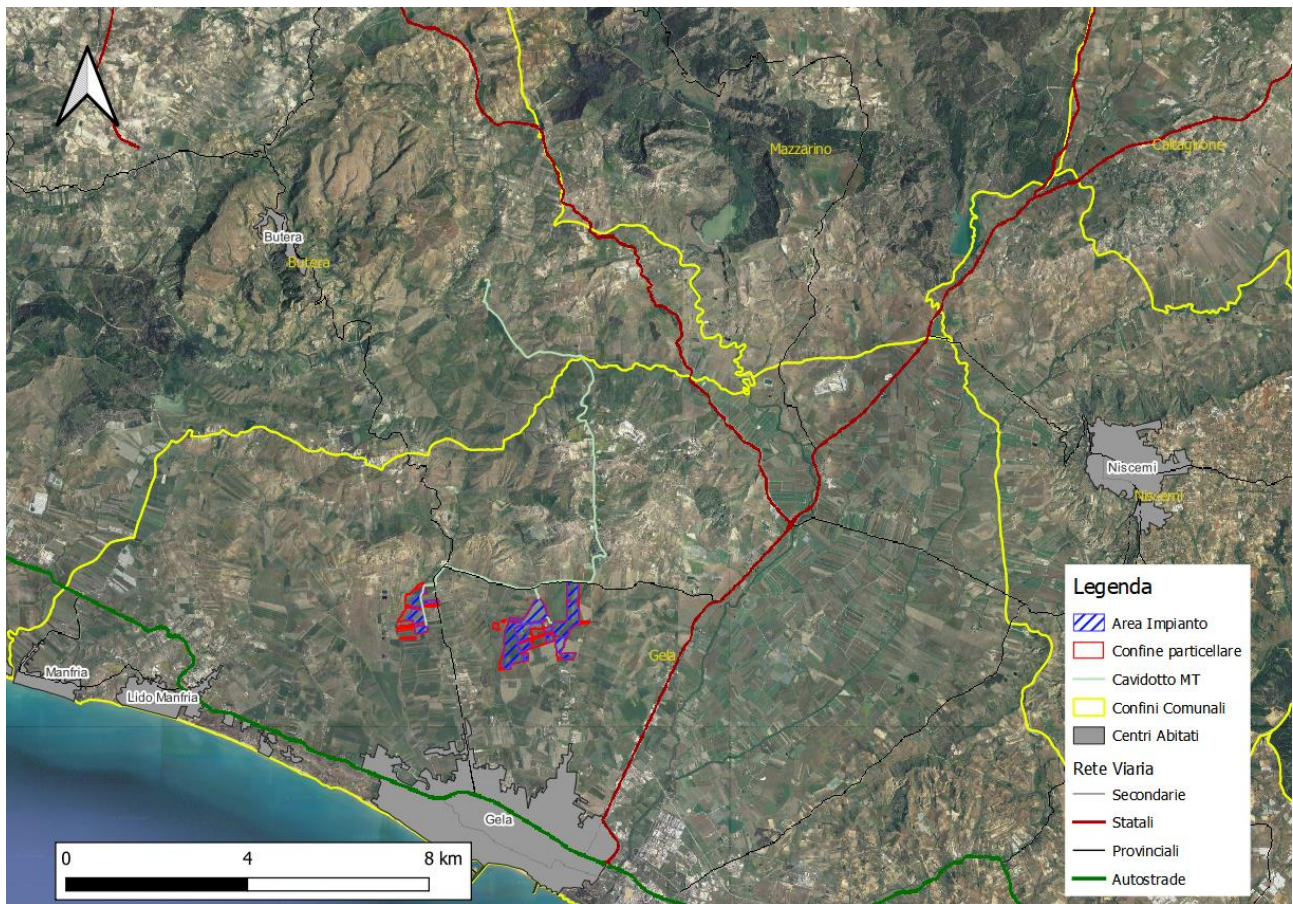 Mazzarino
Caltagirone
Butera
Butera
Niscemi
Niscemi
Gela
Manfria
Lido Manfria
Gela
0 4 8 km
Legenda
Area Impianto
Confine particellare
Cavidotto MT
Confini Comunali
Centri Abitati
Rete Viaria
Secondarie
Statali
Provinciali
Autostrade